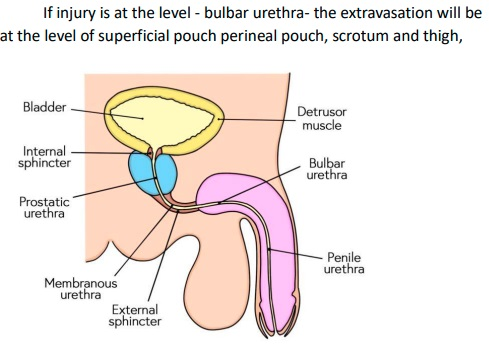 If injury is at the level - bulbar urethra- the extravasation will be
at the level of superficial pouch perineal pouch, scrotum and thigh,
Bladder
Detrusor
muscle
Internal
sphincter
Bulbar
urethra
Prostatic
urethra
Penile
urethra
Membranous
urethra
External
sphincter